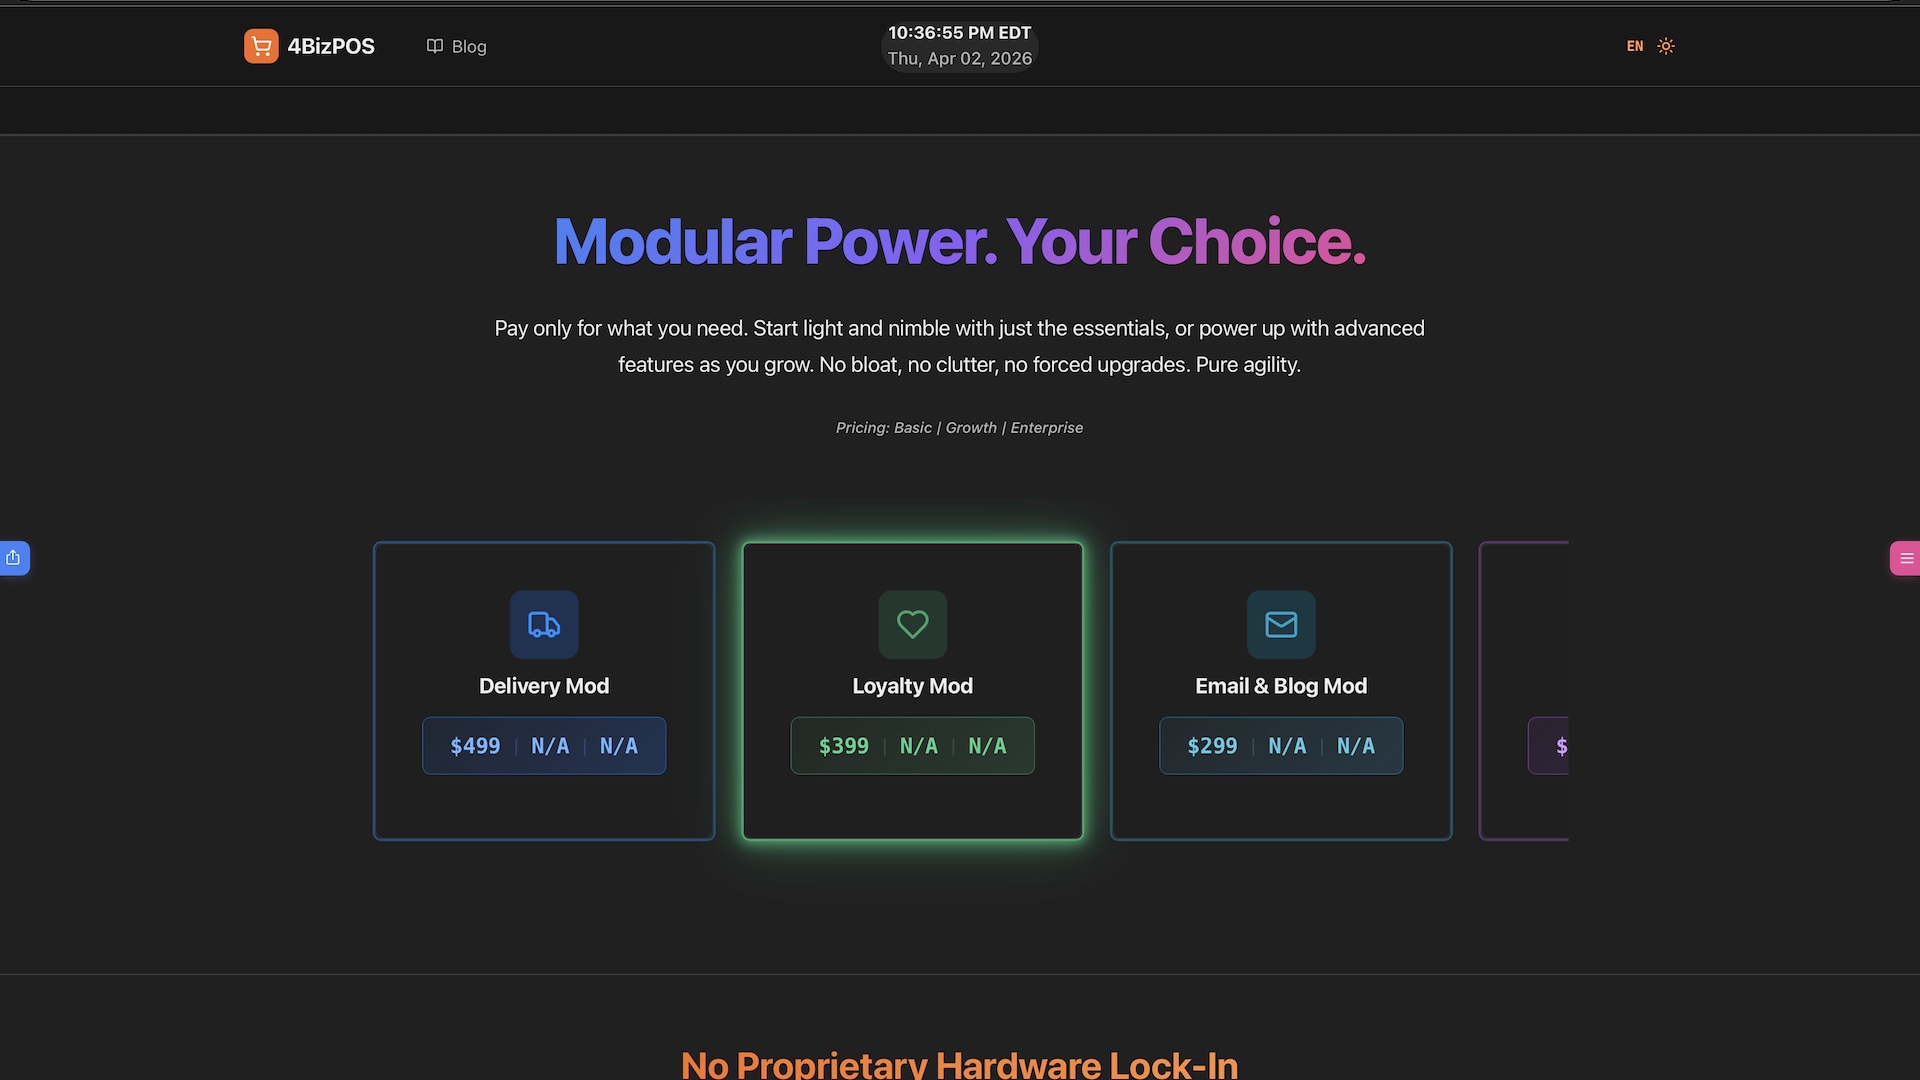 4BizPOS
Blog
10:36:55 PM EDT
Thu, Apr 02, 2026
EN
Modular Power. Your Choice.
Pay only for what you need. Start light and nimble with just the essentials, or power up with advanced
features as you grow. No bloat, no clutter, no forced upgrades. Pure agility.
Pricing: Basic | Growth | Enterprise
Delivery Mod
$499 | N/A | N/A
Loyalty Mod
$399 | N/A | N/A
Email & Blog Mod
$299 | N/A | N/A
$
No Proprietary Hardware Lock-In